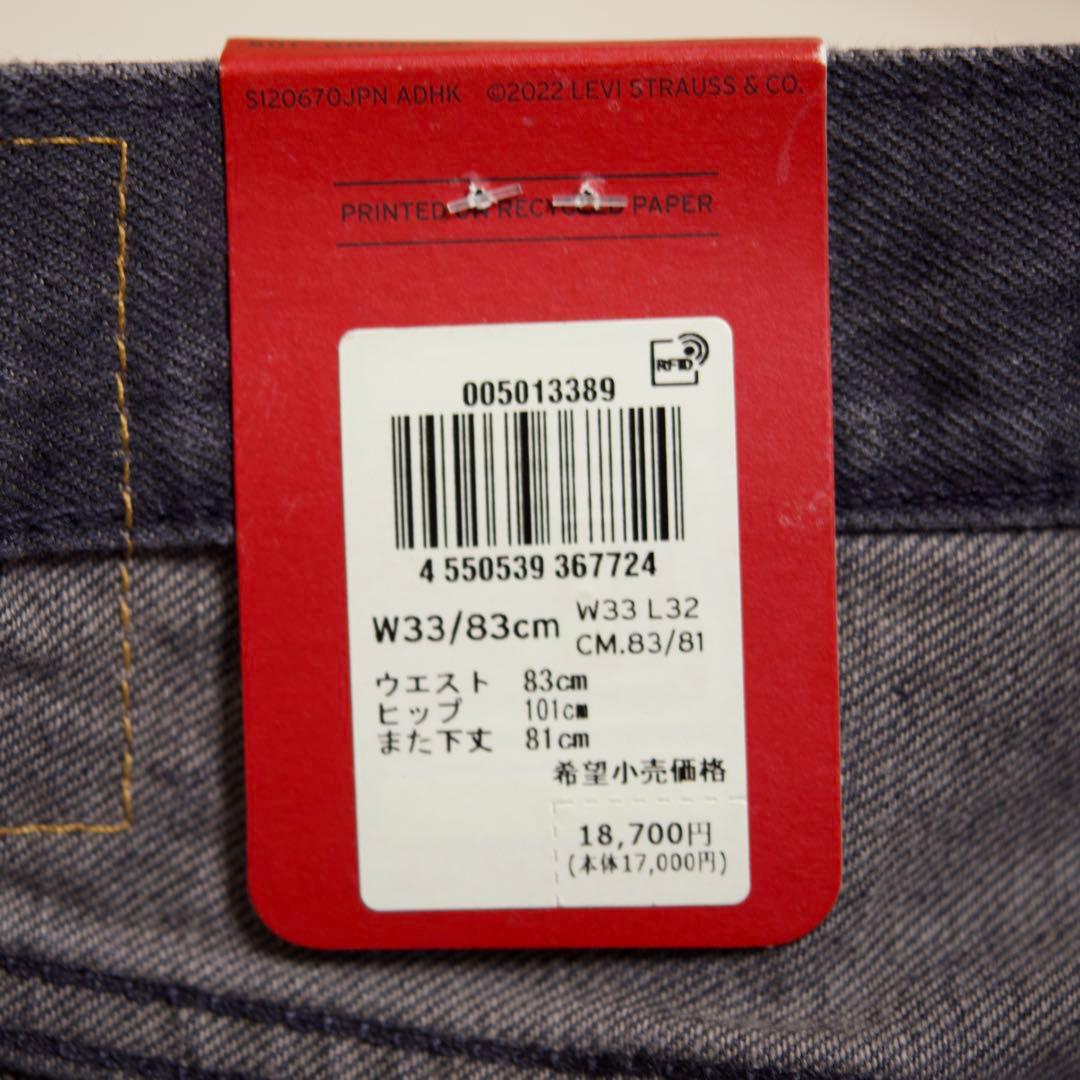 S120670JPN ADHK ©2022 LEVI STRAUSS & CO.
PRINTED ON RECYCLED PAPER
RFID
005013389
4 550539 367724
W33/83cm
W33 L32
CM.83/81
ウエスト 83cm
ヒップ 101cm
また下丈 81cm
希望小売価格
18,700円
(本体17,000円)